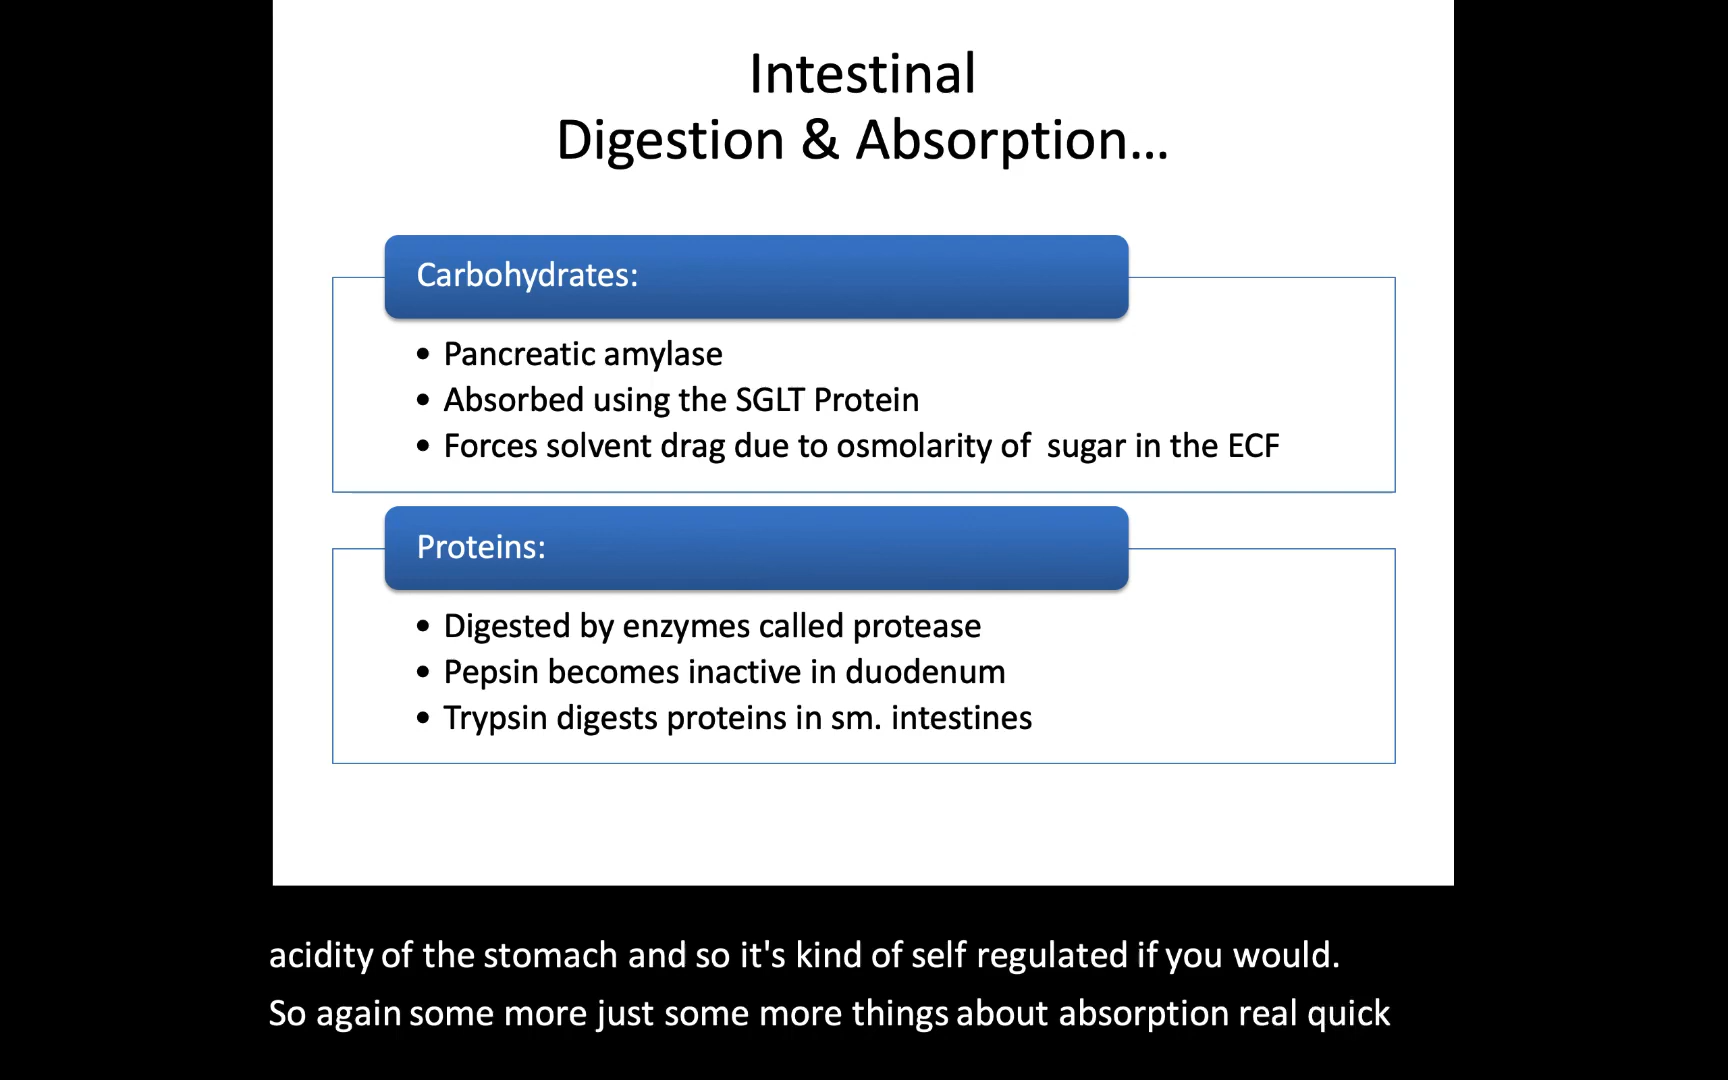 Intestinal
Digestion & Absorption...
Carbohydrates:
• Pancreatic amylase
• Absorbed using the SGLT Protein
• Forces solvent drag due to osmolarity of  sugar in the ECF
Proteins:
• Digested by enzymes called protease
• Pepsin becomes inactive in duodenum
• Trypsin digests proteins in sm. intestines
acidity of the stomach and so it's kind of self regulated if you would.
So again some more just some more things about absorption real quick